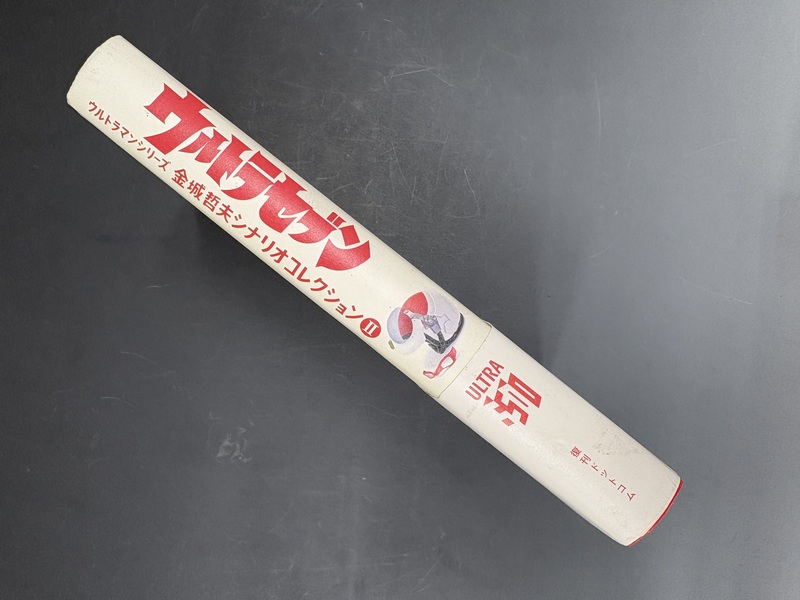 ウルトラセブン
ウルトラマンシリーズ 金城哲夫シナリオコレクション II
ULTRA
50
復刊ドットコム